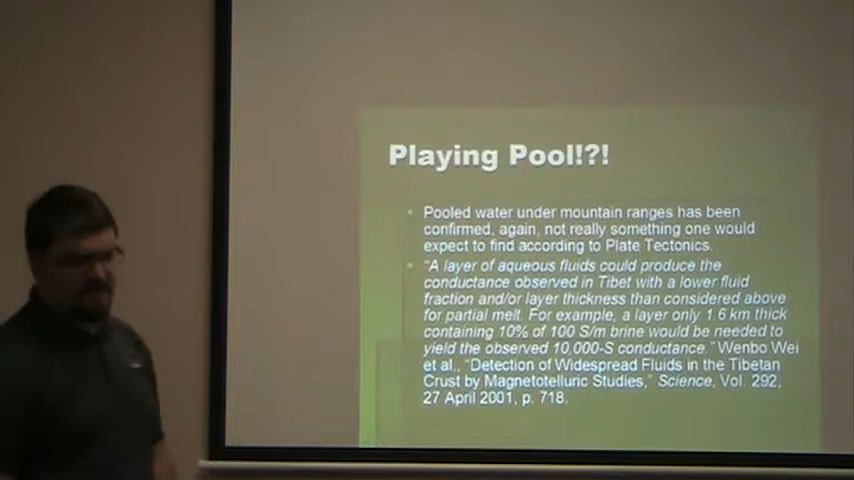 Playing Pool!?!
• Pooled water under mountain ranges has been
confirmed, again, not really something one would
expect to find according to Plate Tectonics.
• “A layer of aqueous fluids could produce the
conductance observed in Tibet with a lower fluid
fraction and/or layer thickness than considered above
for partial melt. For example, a layer only 1.6 km thick
containing 10% of 100 S/m brine would be needed to
yield the observed 10,000-S conductance.” Wenbo Wei
et al., “Detection of Widespread Fluids in the Tibetan
Crust by Magnetotelluric Studies,” Science, Vol. 292,
27 April 2001, p. 718.